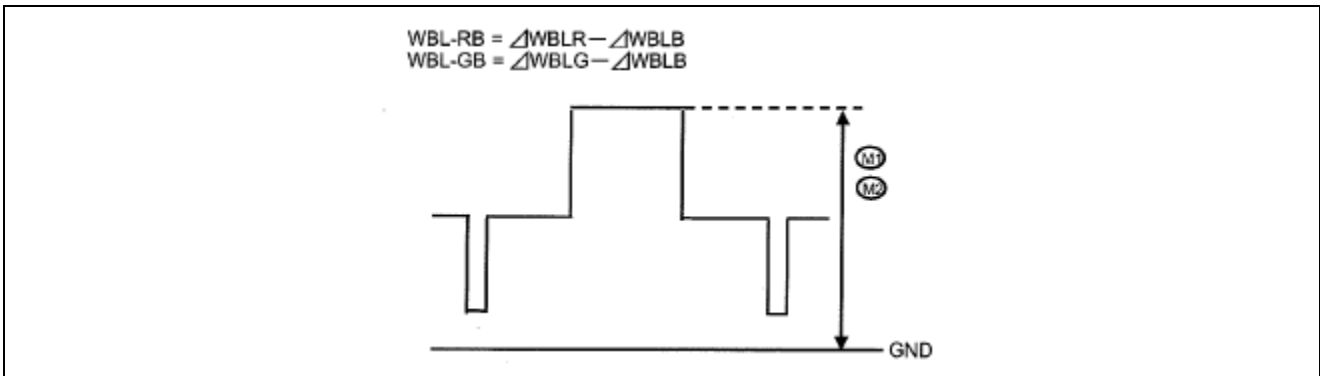 WBL-RB = ⊿WBLR－⊿WBLB
WBL-GB = ⊿WBLG－⊿WBLB
M1
M2
GND